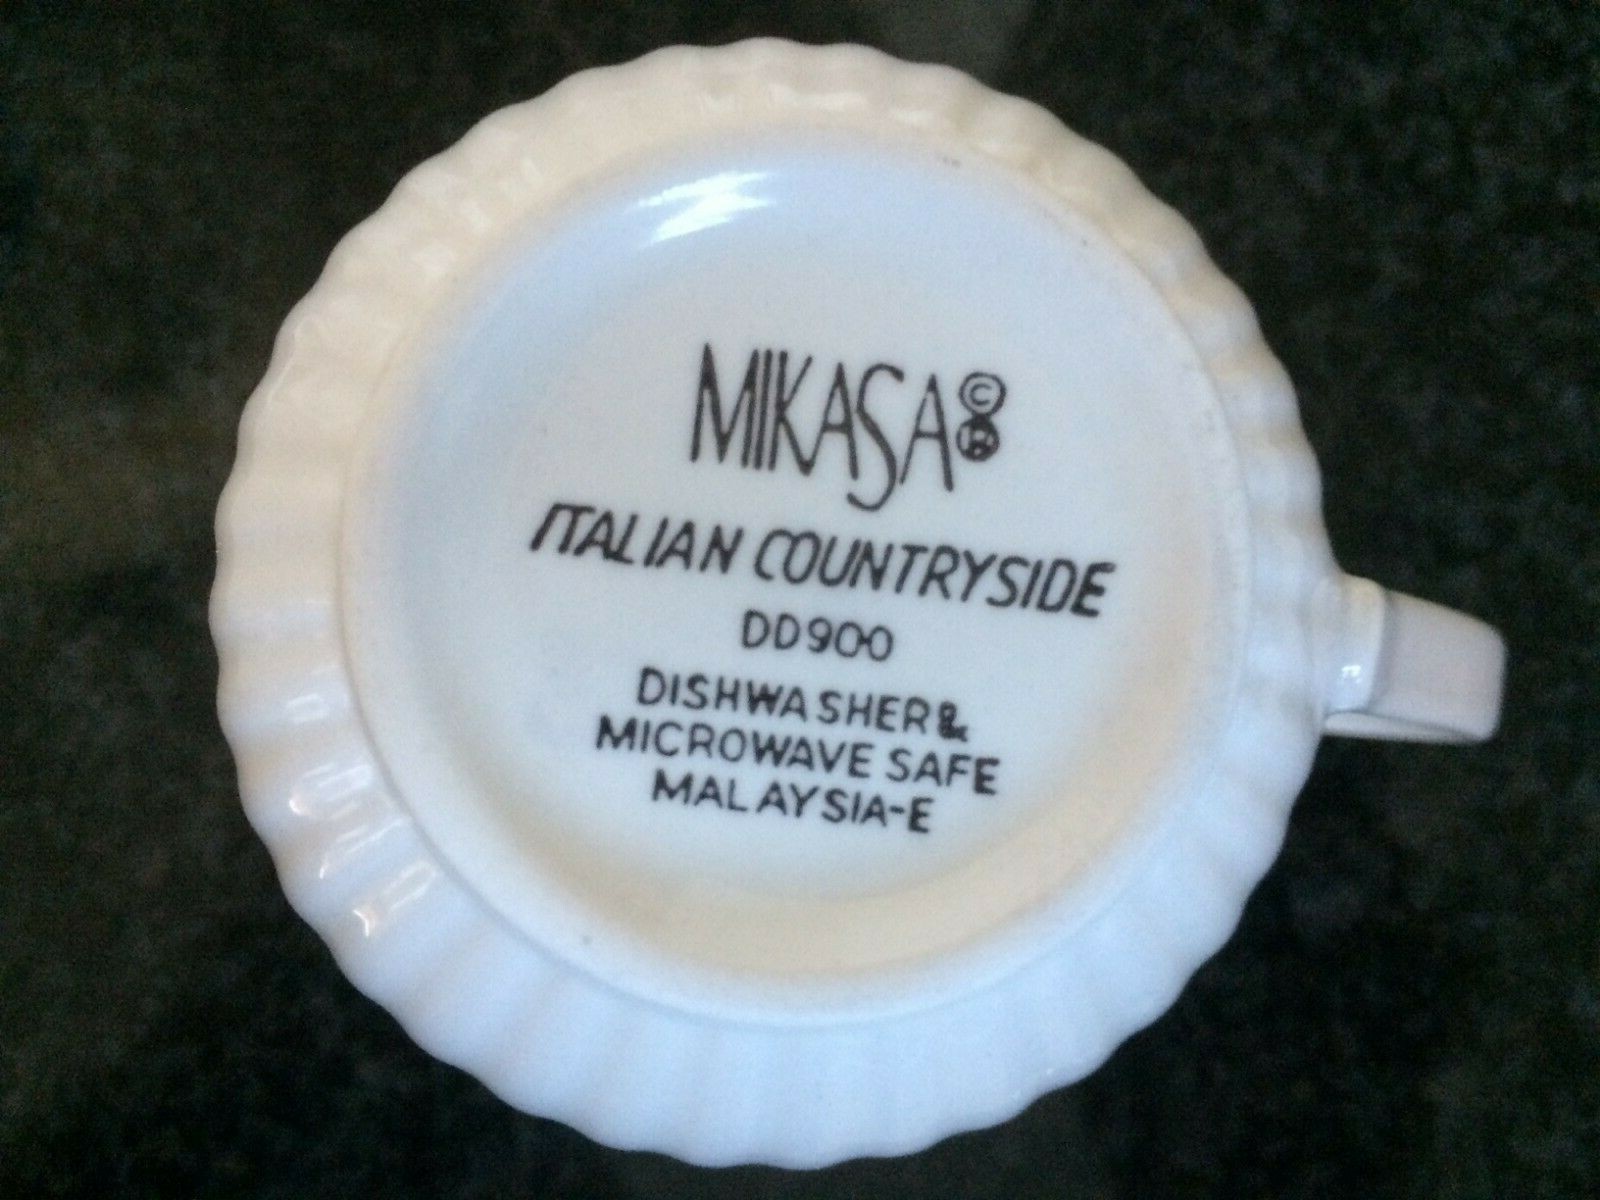 MIKASA © ®
ITALIAN COUNTRYSIDE
DD900
DISHWASHER &
MICROWAVE SAFE
MALAYSIA-E